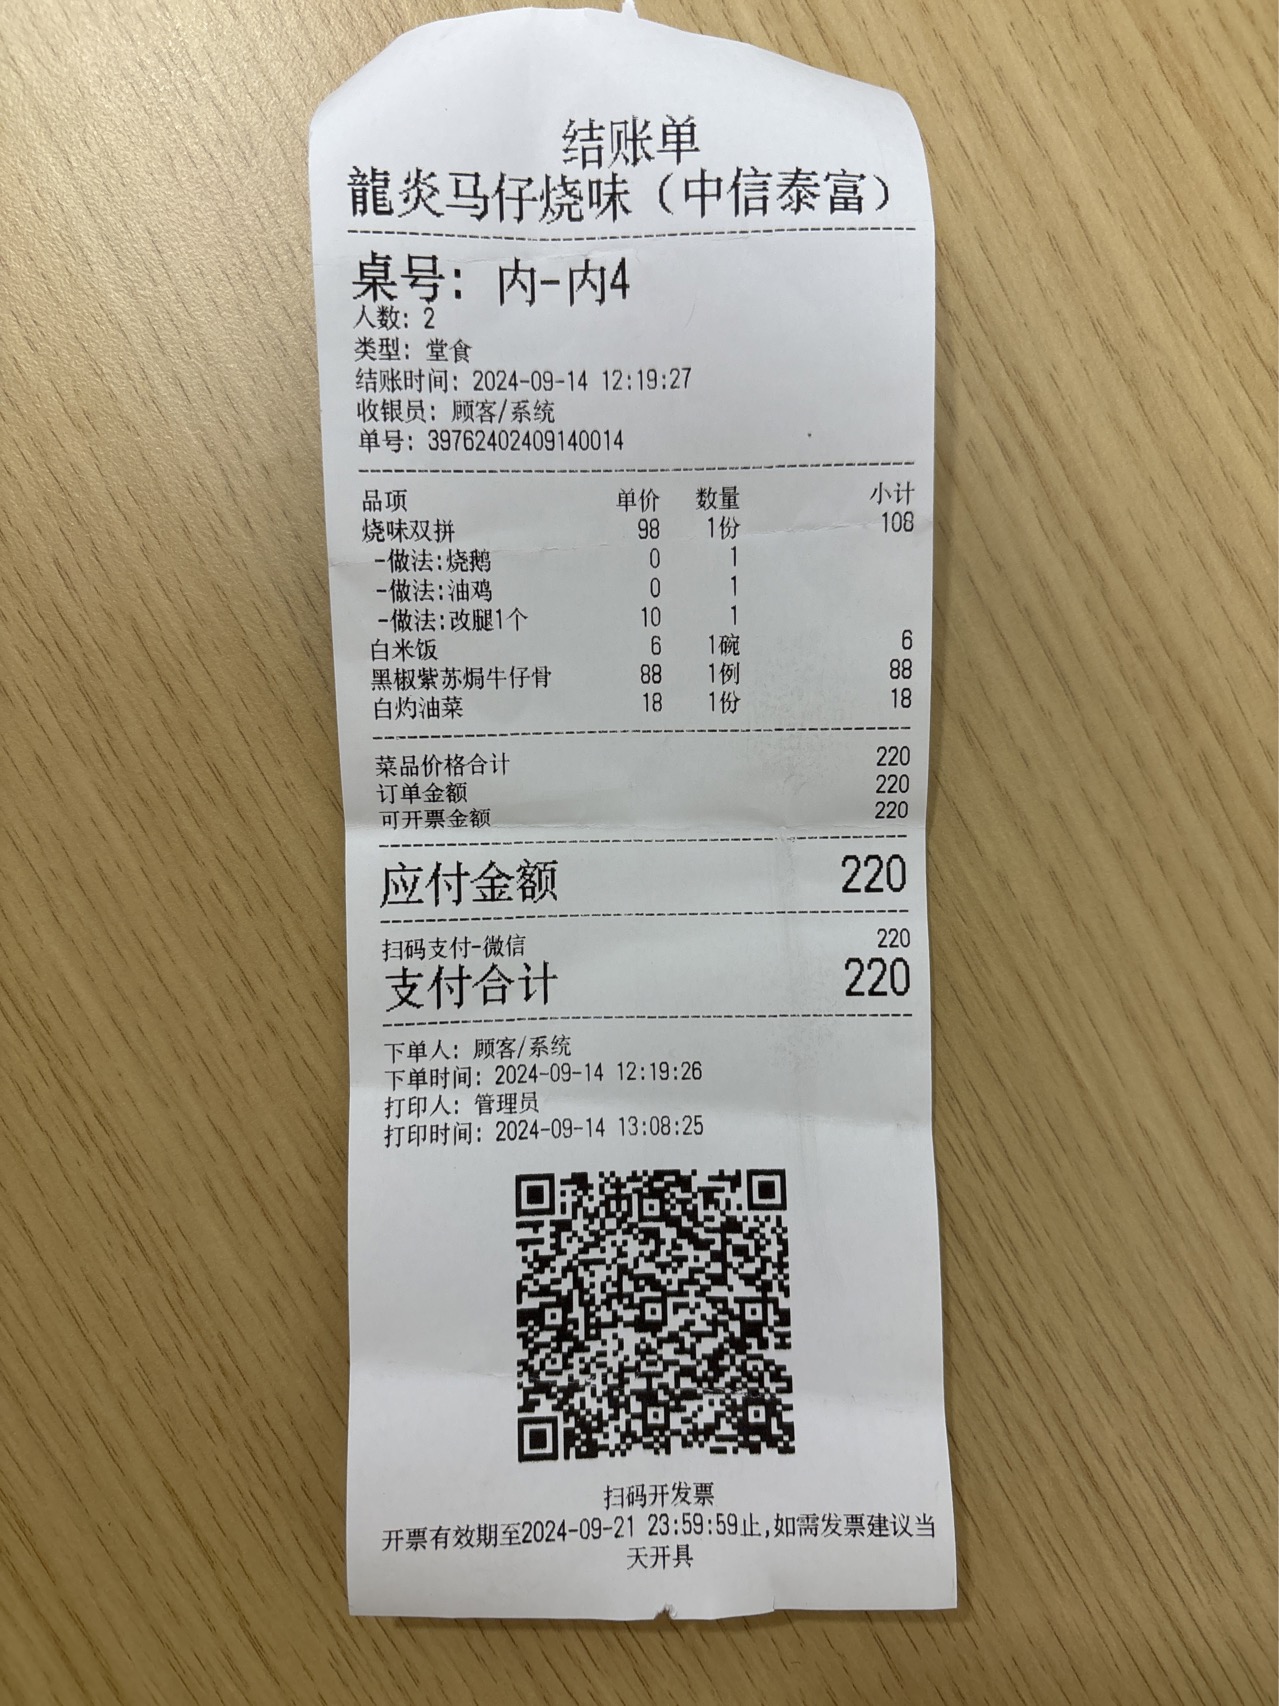 结账单
龍炎马仔烧味（中信泰富）
桌号: 内-内4
人数: 2
类型: 堂食
结账时间: 2024-09-14 12:19:27
收银员: 顾客/系统
单号: 39762402409140014
品项 单价 数量 小计
烧味双拼 98 1份 108
-做法:烧鹅 0 1
-做法:油鸡 0 1
-做法:改腿1个 10 1
白米饭 6 1碗 6
黑椒紫苏焗牛仔骨 88 1例 88
白灼油菜 18 1份 18
菜品价格合计 220
订单金额 220
可开票金额 220
应付金额 220
扫码支付-微信 220
支付合计 220
下单人: 顾客/系统
下单时间: 2024-09-14 12:19:26
打印人: 管理员
打印时间: 2024-09-14 13:08:25
扫码开发票
开票有效期至2024-09-21 23:59:59止,如需发票建议当
天开具